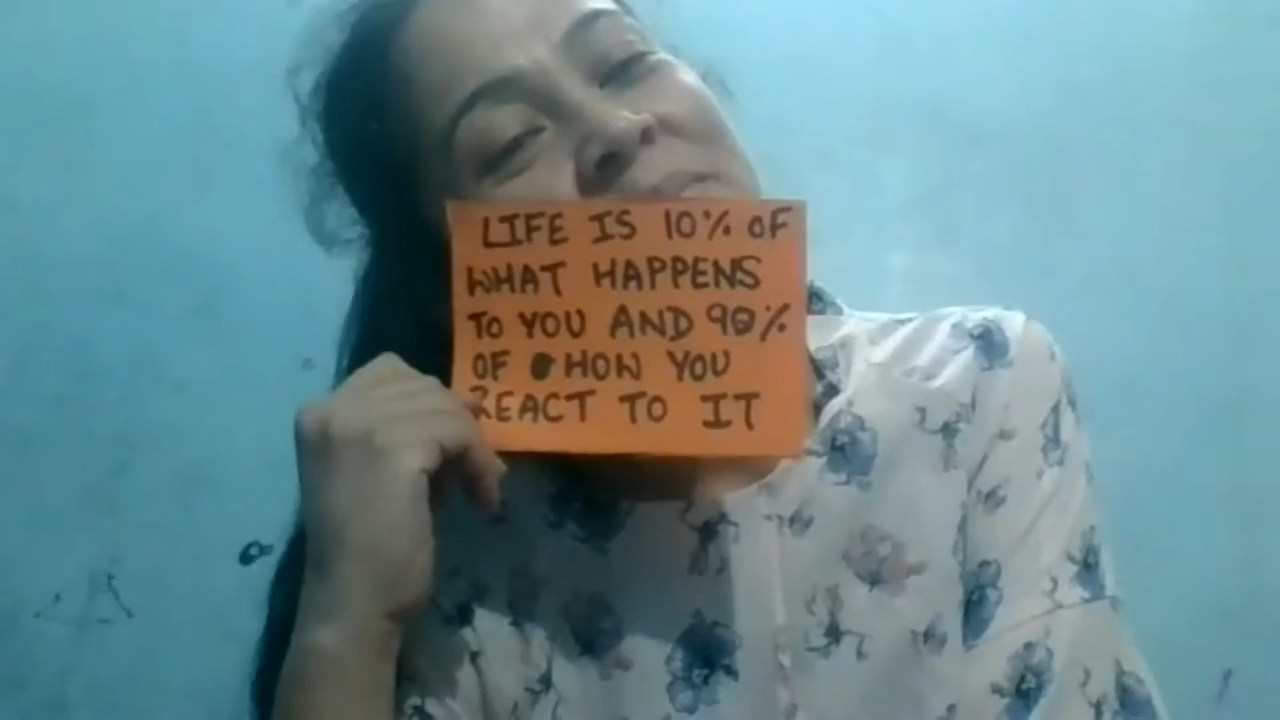 LIFE IS 10% OF
WHAT HAPPENS
TO YOU AND 90%
OF HOW YOU
REACT TO IT